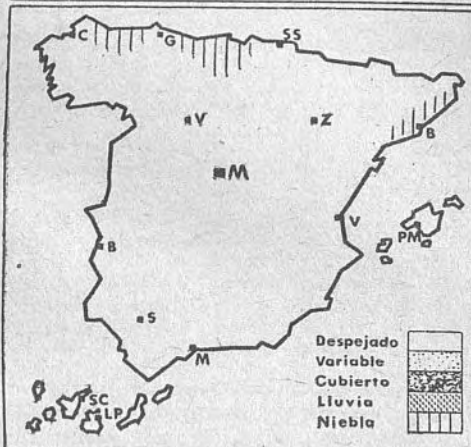 C
G
SS
V
Z
B
M
V
PM
B
S
M
SC
LP
Despejado
Variable
Cubierto
Lluvia
Niebla